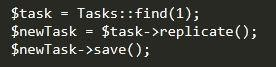 $task = Tasks::find(1);
$newTask = $task->replicate();
$newTask->save();